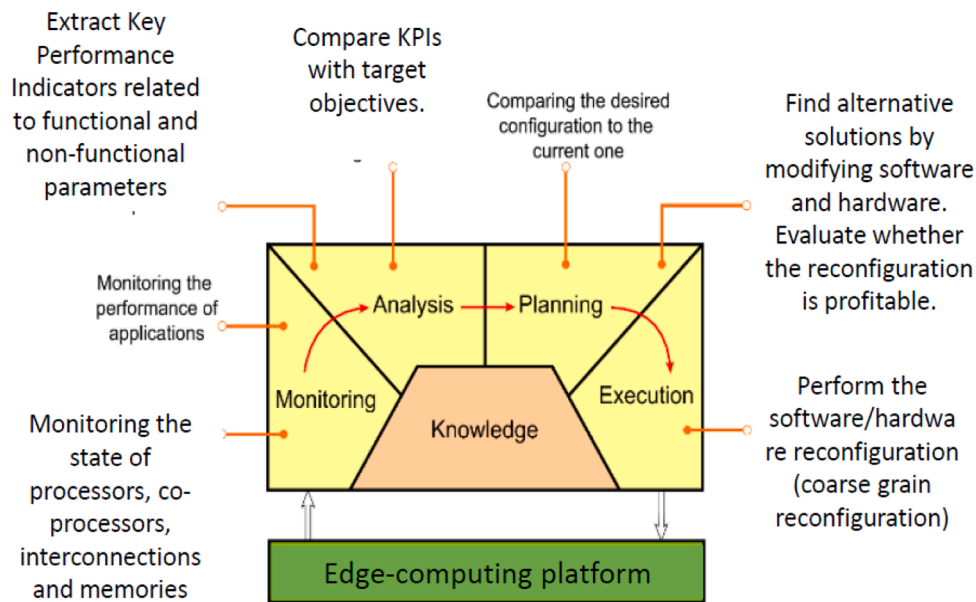 Extract Key
Performance
Indicators related
to functional and
non-functional
parameters
Compare KPIs
with target
objectives.
Comparing the desired
configuration to the
current one
Find alternative
solutions by
modifying software
and hardware.
Evaluate whether
the reconfiguration
is profitable.
Monitoring the
performance of
applications
Analysis
Planning
Monitoring
Execution
Knowledge
Monitoring the
state of
processors, co-
processors,
interconnections
and memories
Perform the
software/hardwa
re reconfiguration
(coarse grain
reconfiguration)
Edge-computing platform